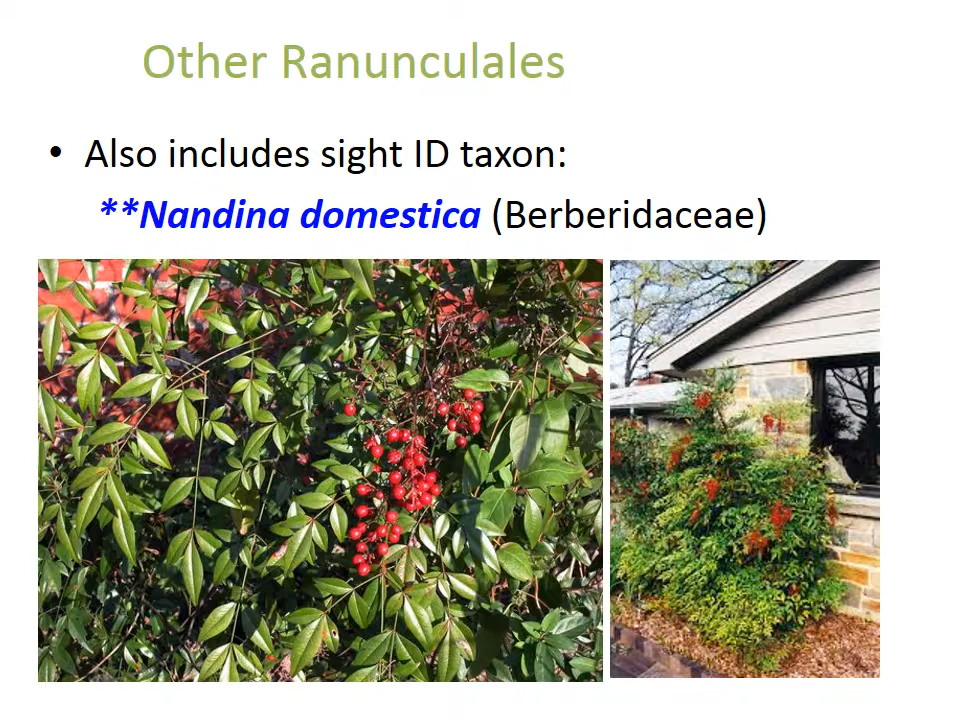 Other Ranunculales
• Also includes sight ID taxon:
**Nandina domestica (Berberidaceae)